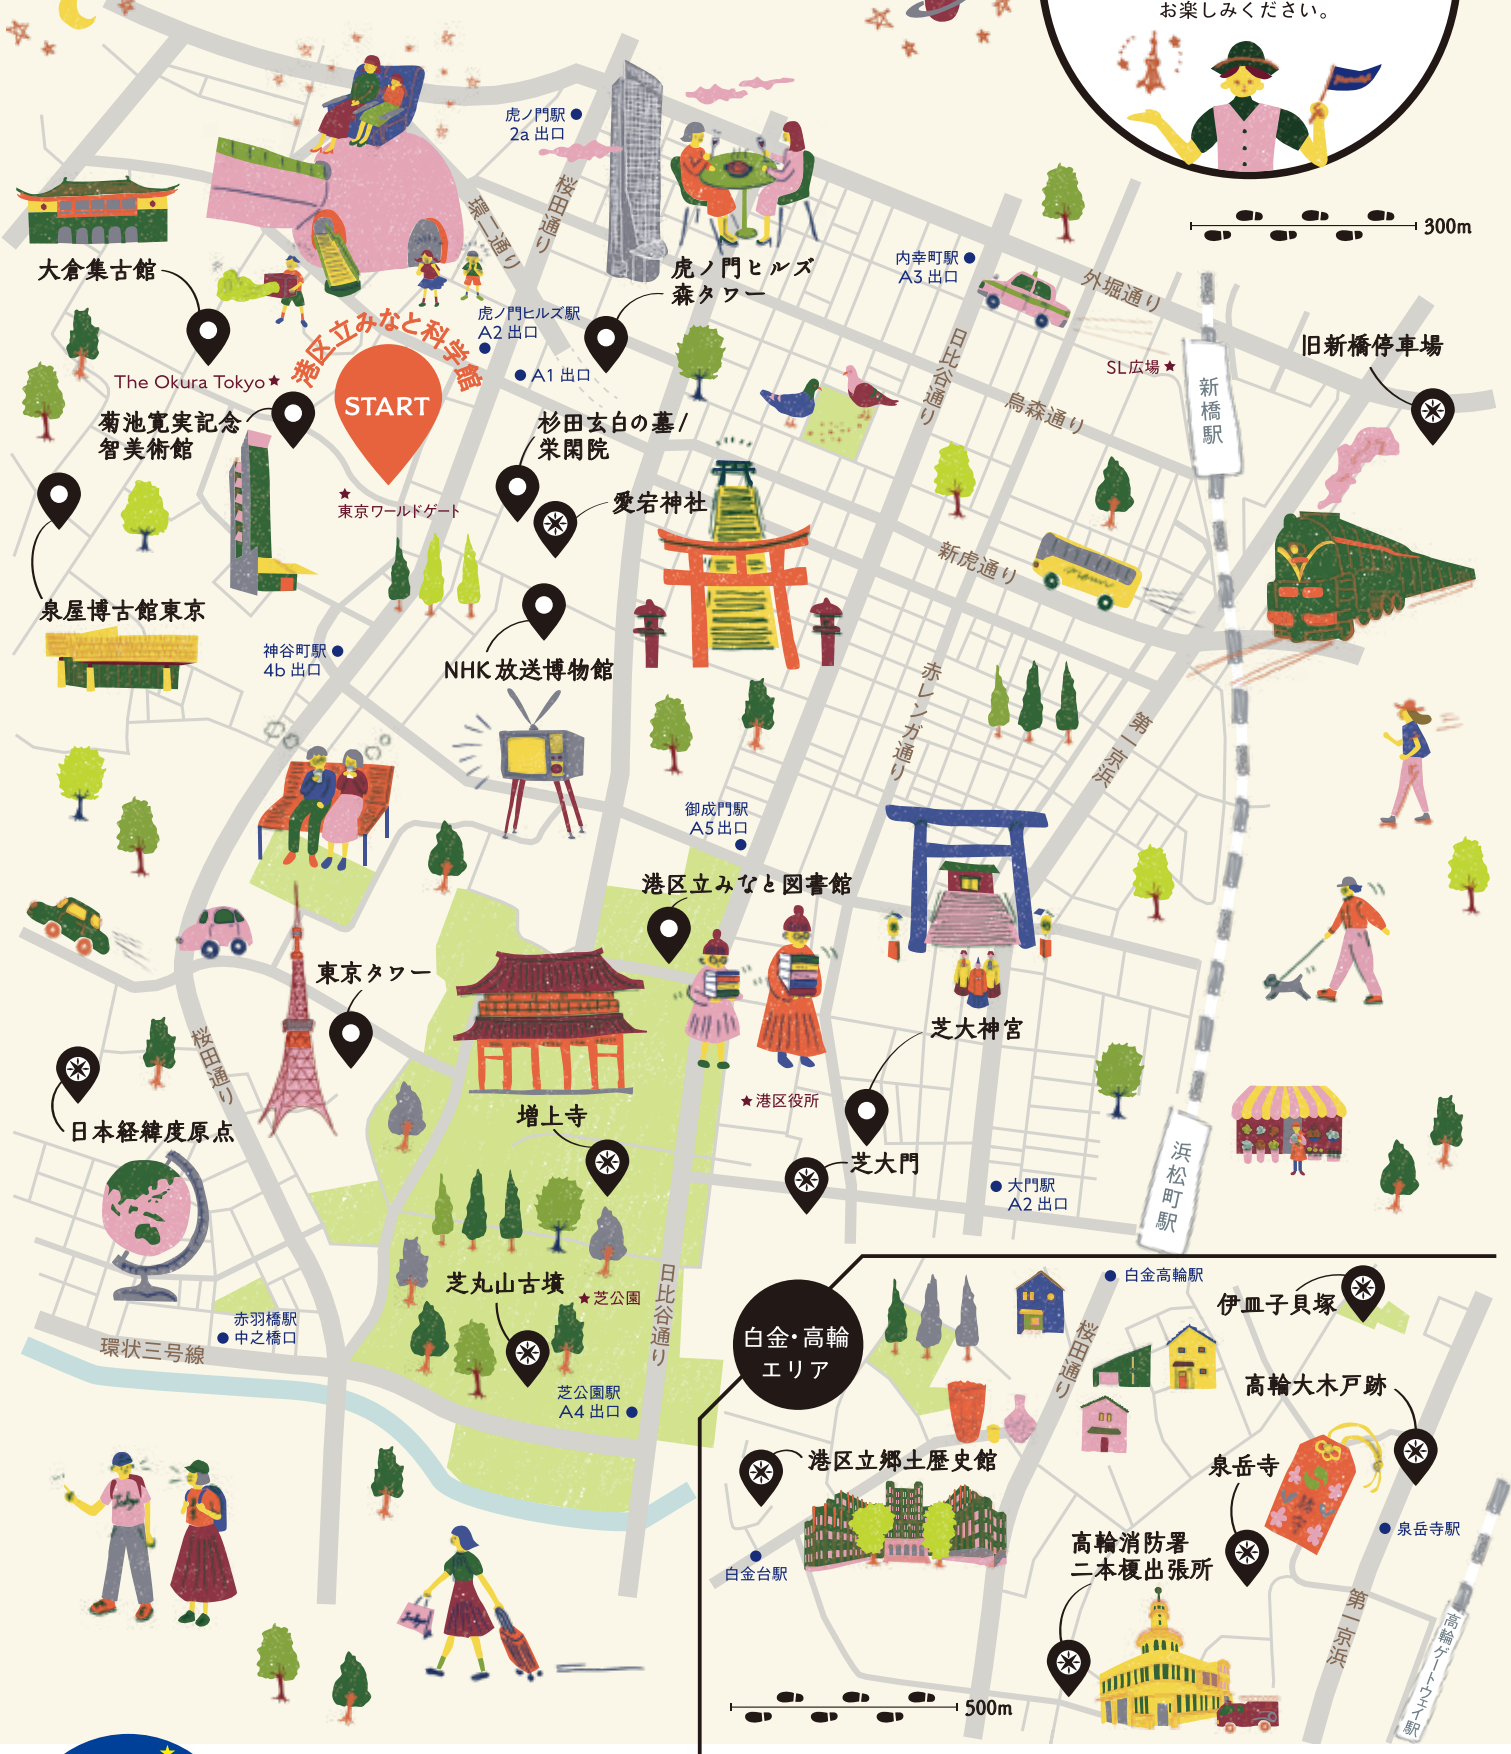 お楽しみください。
虎ノ門駅
2a 出口
桜田通り
環二通り
300m
内幸町駅
A3 出口
外堀通り
大倉集古館
虎ノ門ヒルズ
森タワー
虎ノ門ヒルズ駅
A2 出口
港区立みなと科学館
START
A1 出口
日比谷通り
SL広場
烏森通り
新橋駅
旧新橋停車場
The Okura Tokyo
菊池寛実記念
智美術館
杉田玄白の墓/
栄閑院
愛宕神社
東京ワールドゲート
新虎通り
泉屋博古館東京
神谷町駅
4b 出口
NHK 放送博物館
赤レンガ通り
第一京浜
御成門駅
A5 出口
港区立みなと図書館
東京タワー
芝大神宮
桜田通り
日本経緯度原点
増上寺
港区役所
芝大門
浜松町駅
大門駅
A2 出口
芝丸山古墳
芝公園
日比谷通り
赤羽橋駅
中之橋口
環状三号線
芝公園駅
A4 出口
白金・高輪
エリア
白金高輪駅
伊皿子貝塚
桜田通り
高輪大木戸跡
港区立郷土歴史館
泉岳寺
泉岳寺駅
白金台駅
高輪消防署
二本榎出張所
第一京浜
高輪ゲートウェイ駅
500m